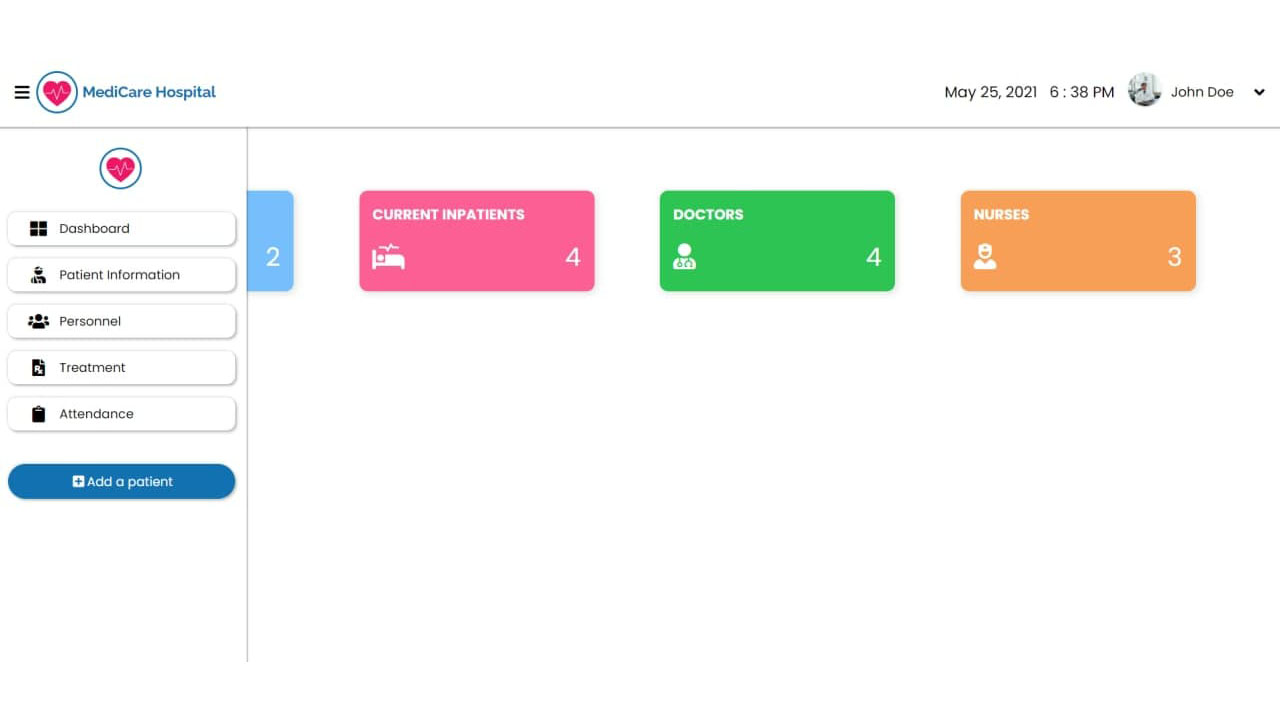 MediCare Hospital
May 25, 2021 6 : 38 PM John Doe
Dashboard
Patient Information
Personnel
Treatment
Attendance
Add a patient
2
CURRENT INPATIENTS
4
DOCTORS
4
NURSES
3